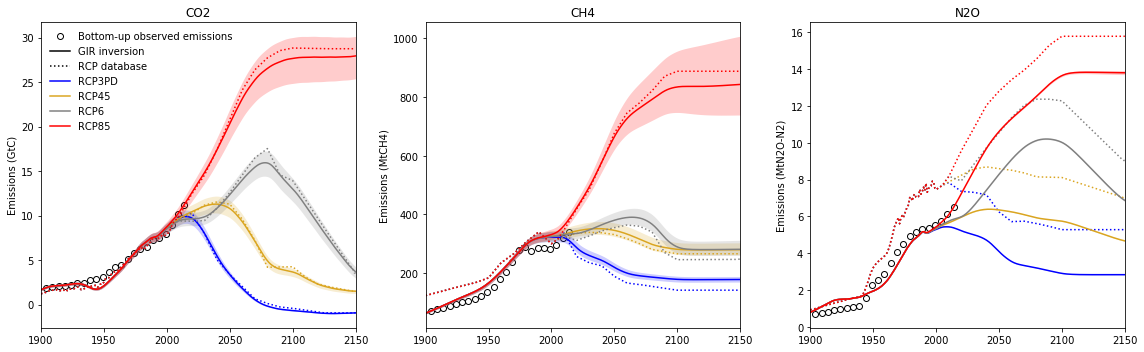 CO2
Emissions (GtC)
30
25
20
15
10
5
0
1900 1950 2000 2050 2100 2150
Bottom-up observed emissions
GIR inversion
RCP database
RCP3PD
RCP45
RCP6
RCP85
CH4
Emissions (MtCH4)
1000
800
600
400
200
1900 1950 2000 2050 2100 2150
N2O
Emissions (MtN2O-N2)
16
14
12
10
8
6
4
2
0
1900 1950 2000 2050 2100 2150